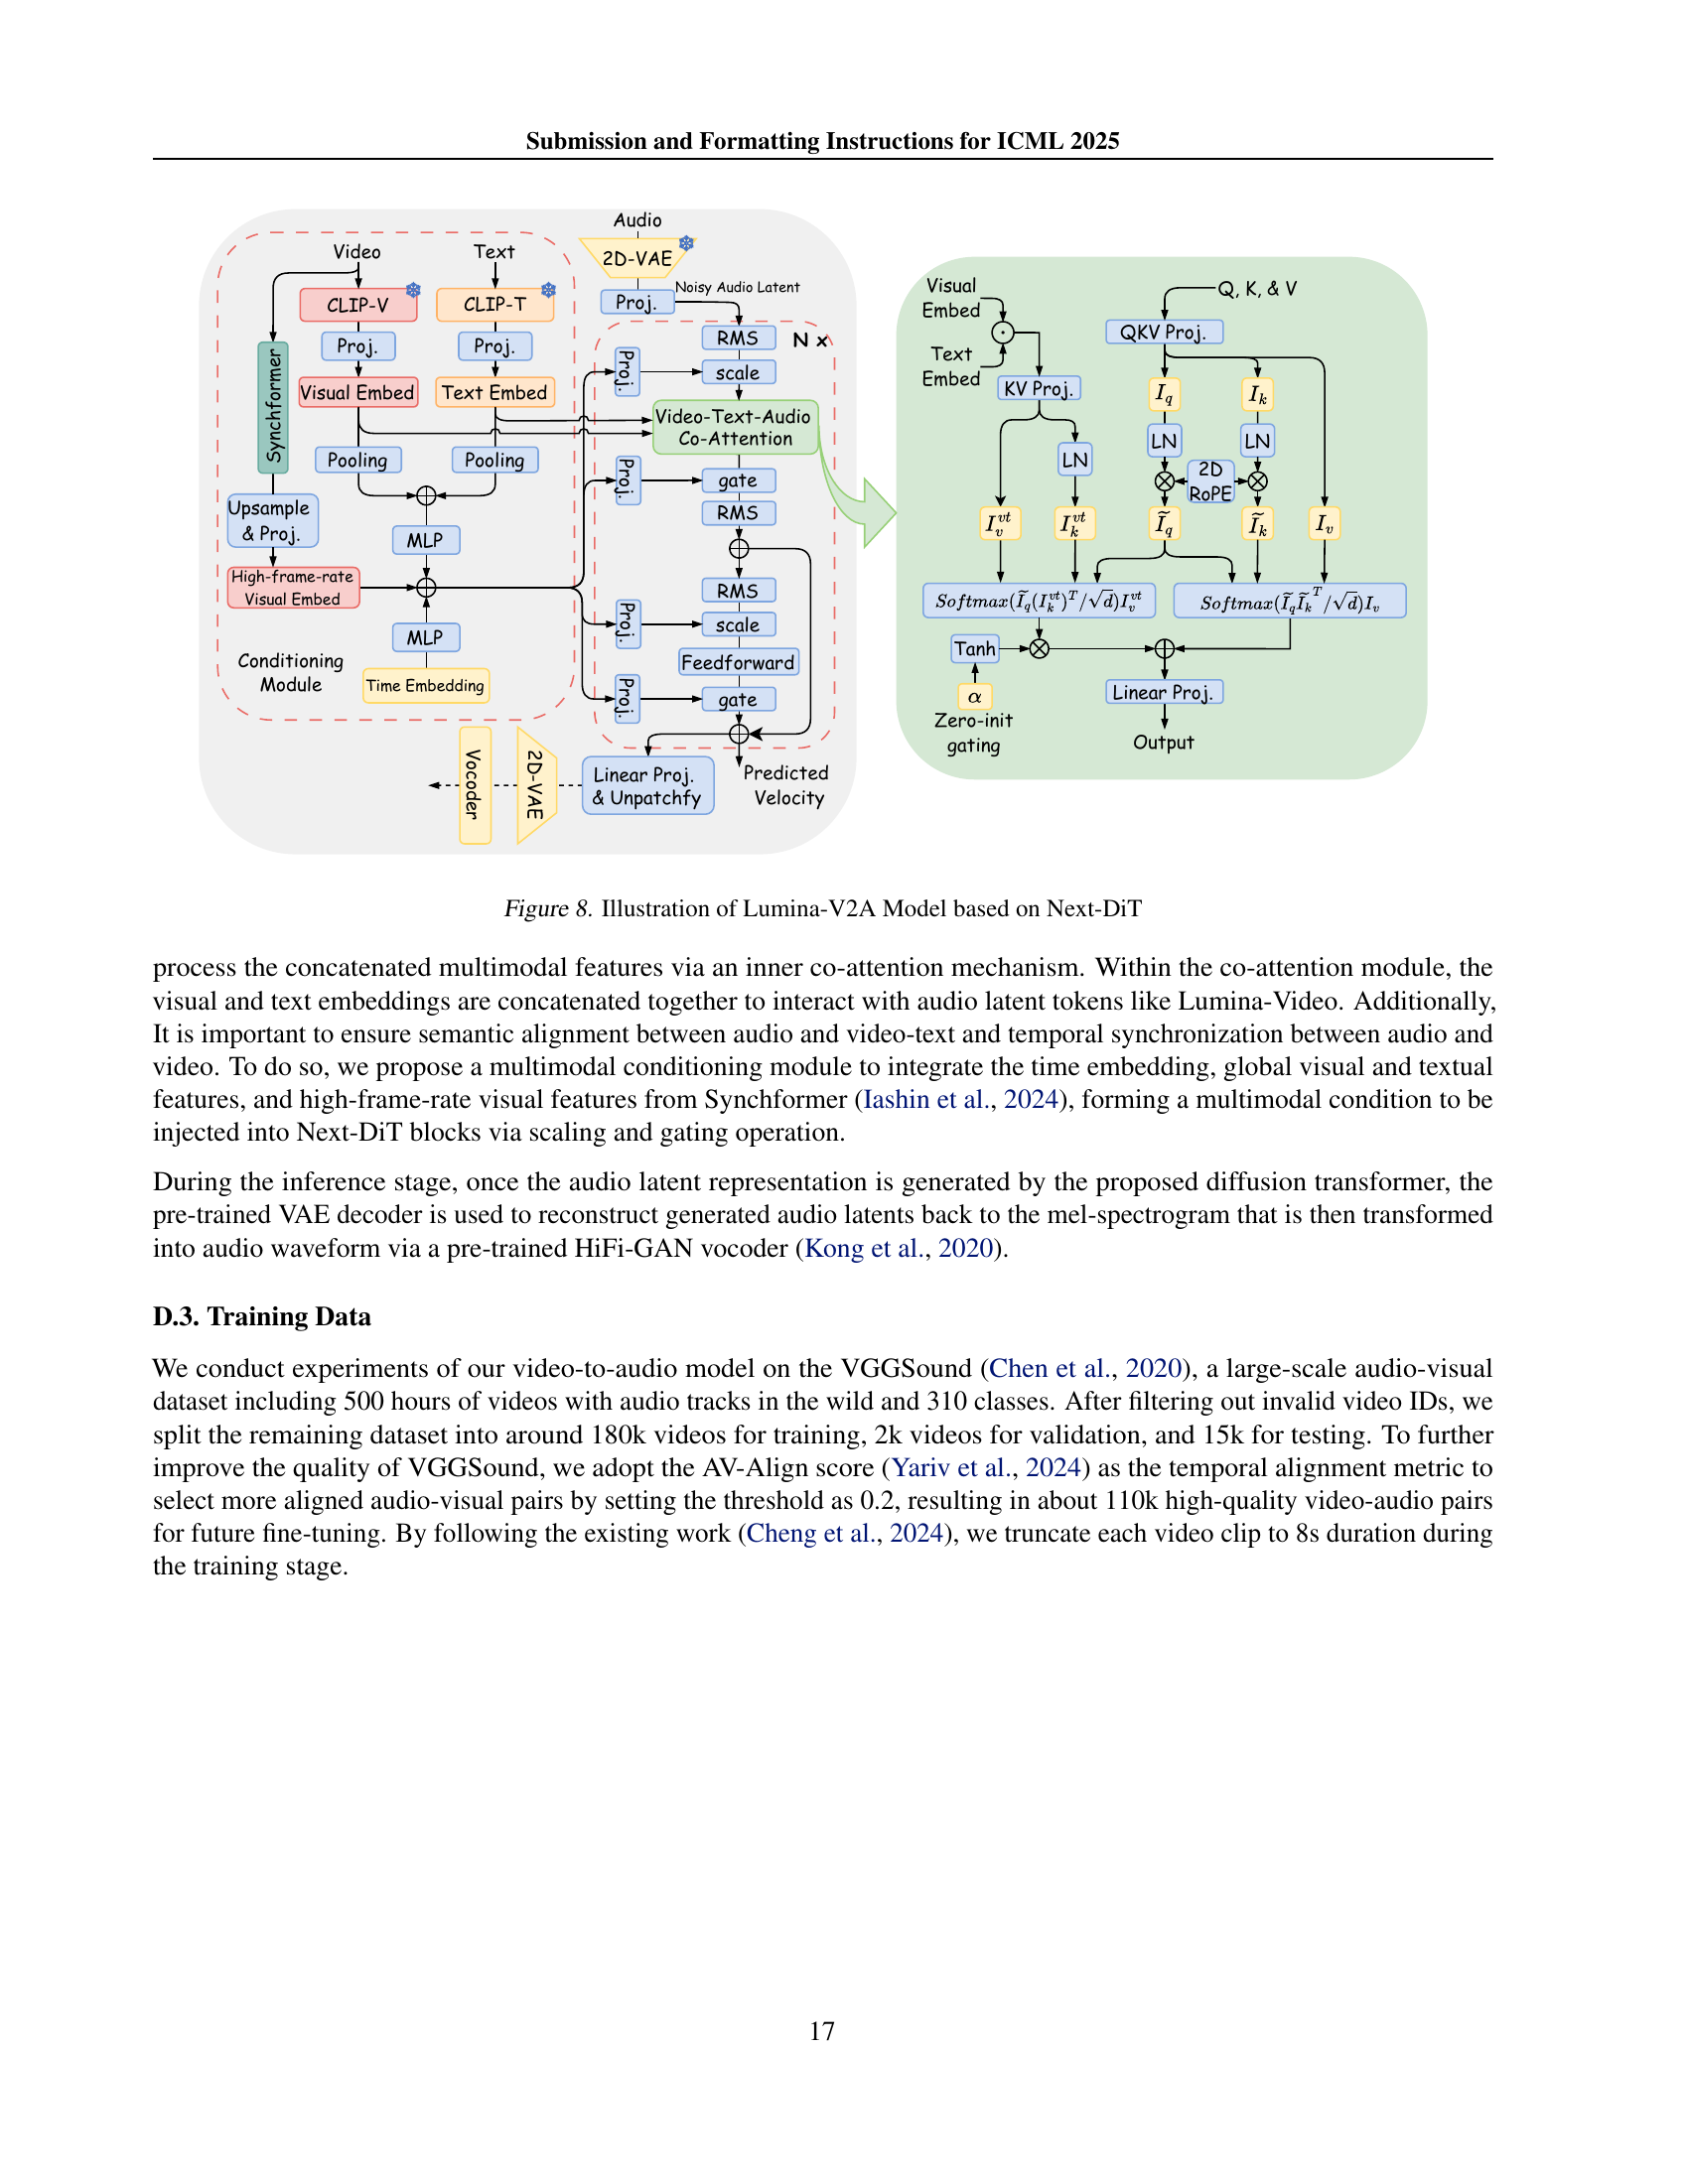 Submission and Formatting Instructions for ICML 2025
Audio
Video
Text
2D-VAE
CLIP-V
CLIP-T
Proj.
Noisy Audio Latent
RMS
N ×
Proj.
Proj.
Proj.
scale
Synchformer
Visual Embed
Text Embed
Video-Text-Audio
Co-Attention
Pooling
Pooling
Proj.
gate
RMS
Upsample
& Proj.
MLP
High-frame-rate
Visual Embed
RMS
Proj.
scale
MLP
Feedforward
Conditioning
Module
Time Embedding
Proj.
gate
Vocoder
2D-VAE
Linear Proj.
& Unpatchfy
Predicted
Velocity
Visual
Embed
Text
Embed
KV Proj.
LN
Q, K, & V
QKV Proj.
I_q
I_k
LN
LN
2D
RoPE
I_v^{vt}
I_k^{vt}
Ĩ_q
Ĩ_k
I_v
Softmax(Ĩ_q(I_k^{vt})^T/√d)I_v^{vt}
Softmax(Ĩ_qĨ_k^T/√d)I_v
Tanh
α
Zero-init
gating
Linear Proj.
Output
Figure 8. Illustration of Lumina-V2A Model based on Next-DiT
process the concatenated multimodal features via an inner co-attention mechanism. Within the co-attention module, the
visual and text embeddings are concatenated together to interact with audio latent tokens like Lumina-Video. Additionally,
It is important to ensure semantic alignment between audio and video-text and temporal synchronization between audio and
video. To do so, we propose a multimodal conditioning module to integrate the time embedding, global visual and textual
features, and high-frame-rate visual features from Synchformer (Iashin et al., 2024), forming a multimodal condition to be
injected into Next-DiT blocks via scaling and gating operation.
During the inference stage, once the audio latent representation is generated by the proposed diffusion transformer, the
pre-trained VAE decoder is used to reconstruct generated audio latents back to the mel-spectrogram that is then transformed
into audio waveform via a pre-trained HiFi-GAN vocoder (Kong et al., 2020).
D.3. Training Data
We conduct experiments of our video-to-audio model on the VGGSound (Chen et al., 2020), a large-scale audio-visual
dataset including 500 hours of videos with audio tracks in the wild and 310 classes. After filtering out invalid video IDs, we
split the remaining dataset into around 180k videos for training, 2k videos for validation, and 15k for testing. To further
improve the quality of VGGSound, we adopt the AV-Align score (Yariv et al., 2024) as the temporal alignment metric to
select more aligned audio-visual pairs by setting the threshold as 0.2, resulting in about 110k high-quality video-audio pairs
for future fine-tuning. By following the existing work (Cheng et al., 2024), we truncate each video clip to 8s duration during
the training stage.
17